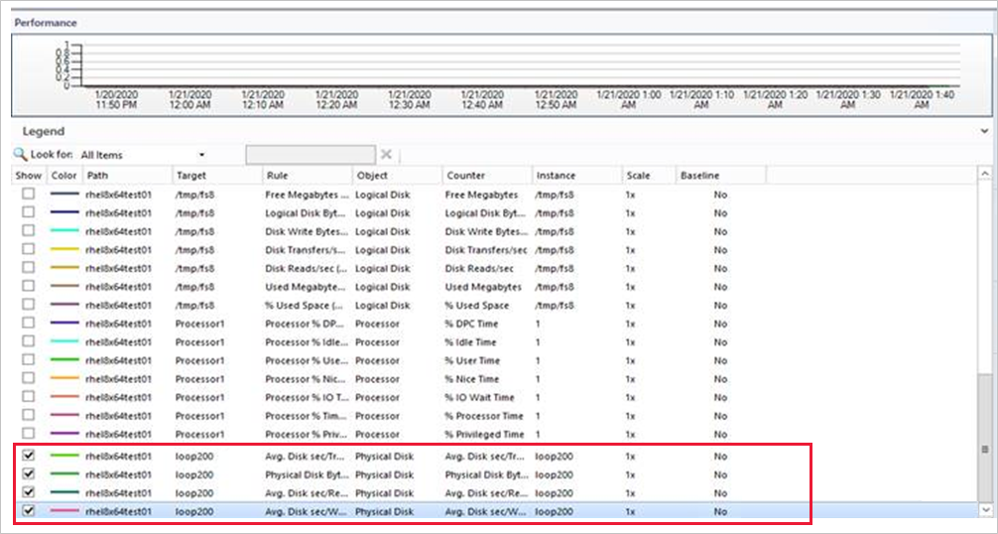 Performance
1
0.8
0.6
0.4
0.2
0
1/20/2020 11:50 PM
1/21/2020 12:00 AM
1/21/2020 12:10 AM
1/21/2020 12:20 AM
1/21/2020 12:30 AM
1/21/2020 12:40 AM
1/21/2020 12:50 AM
1/21/2020 1:00 AM
1/21/2020 1:10 AM
1/21/2020 1:20 AM
1/21/2020 1:30 AM
1/21/2020 1:40 AM
Legend
Look for: All Items
Show Color Path Target Rule Object Counter Instance Scale Baseline
rhel8x64test01 /tmp/fs8 Free Megabytes ... Logical Disk Free Megabytes /tmp/fs8 1x No
rhel8x64test01 /tmp/fs8 Logical Disk Byt... Logical Disk Logical Disk Byt... /tmp/fs8 1x No
rhel8x64test01 /tmp/fs8 Disk Write Bytes... Logical Disk Disk Write Bytes... /tmp/fs8 1x No
rhel8x64test01 /tmp/fs8 Disk Transfers/s... Logical Disk Disk Transfers/sec /tmp/fs8 1x No
rhel8x64test01 /tmp/fs8 Disk Reads/sec (... Logical Disk Disk Reads/sec /tmp/fs8 1x No
rhel8x64test01 /tmp/fs8 Used Megabyte... Logical Disk Used Megabytes /tmp/fs8 1x No
rhel8x64test01 /tmp/fs8 % Used Space (... Logical Disk % Used Space /tmp/fs8 1x No
rhel8x64test01 Processor1 Processor % DP... Processor % DPC Time 1 1x No
rhel8x64test01 Processor1 Processor % Idle... Processor % Idle Time 1 1x No
rhel8x64test01 Processor1 Processor % Use... Processor % User Time 1 1x No
rhel8x64test01 Processor1 Processor % Nic... Processor % Nice Time 1 1x No
rhel8x64test01 Processor1 Processor % IO T... Processor % IO Wait Time 1 1x No
rhel8x64test01 Processor1 Processor % Tim... Processor % Processor Time 1 1x No
rhel8x64test01 Processor1 Processor % Priv... Processor % Privileged Time 1 1x No
rhel8x64test01 loop200 Avg. Disk sec/Tr... Physical Disk Avg. Disk sec/Tr... loop200 1x No
rhel8x64test01 loop200 Physical Disk Byt... Physical Disk Physical Disk Byt... loop200 1x No
rhel8x64test01 loop200 Avg. Disk sec/Re... Physical Disk Avg. Disk sec/Re... loop200 1x No
rhel8x64test01 loop200 Avg. Disk sec/W... Physical Disk Avg. Disk sec/W... loop200 1x No